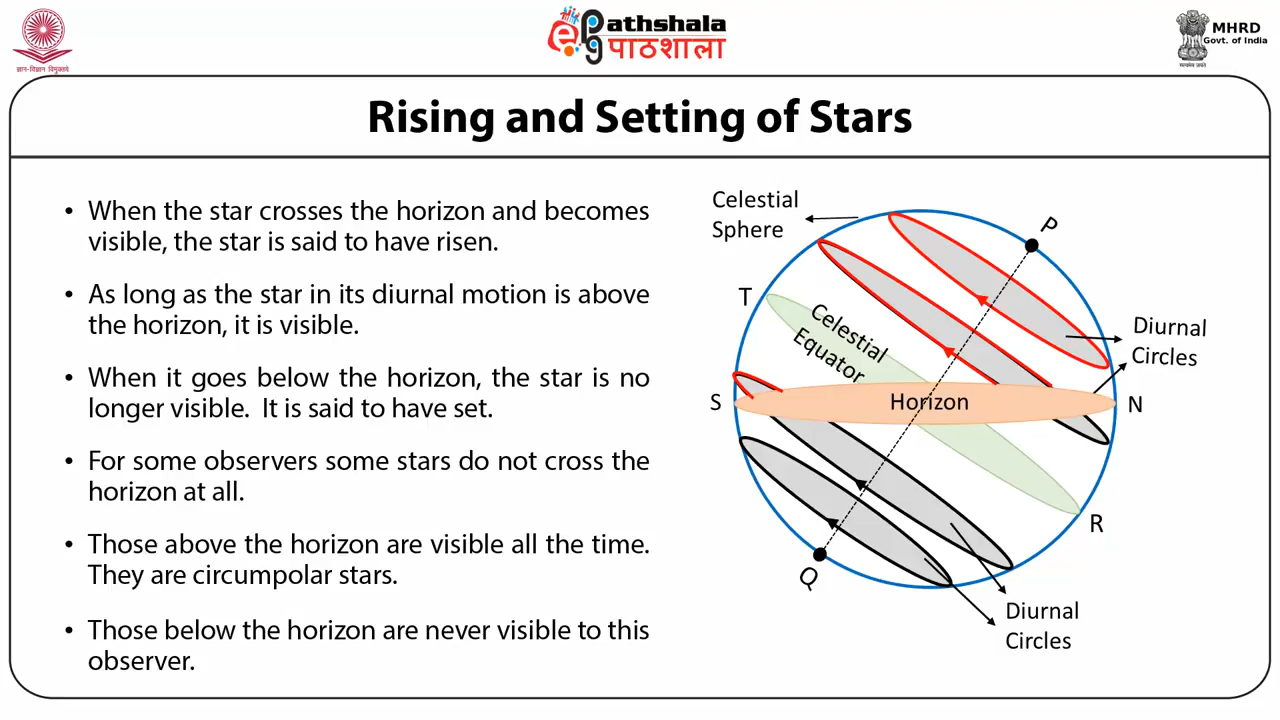 ज्ञान-विज्ञान विमुक्तये
ePathshala
पाठशाला
MHRD
Govt. of India
सत्यमेव जयते
Rising and Setting of Stars
• When the star crosses the horizon and becomes
visible, the star is said to have risen.
• As long as the star in its diurnal motion is above
the horizon, it is visible.
• When it goes below the horizon, the star is no
longer visible. It is said to have set.
• For some observers some stars do not cross the
horizon at all.
• Those above the horizon are visible all the time.
They are circumpolar stars.
• Those below the horizon are never visible to this
observer.
Celestial
Sphere
P
T
Celestial
Equator
Diurnal
Circles
S
Horizon
N
R
Q
Diurnal
Circles